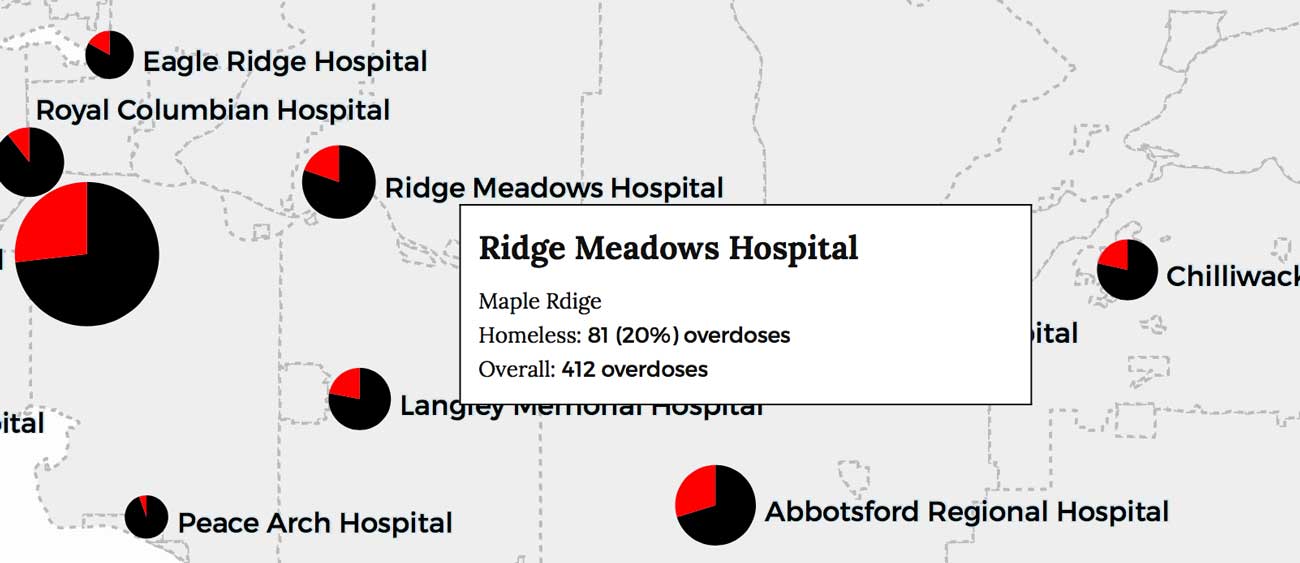 Eagle Ridge Hospital
Royal Columbian Hospital
Ridge Meadows Hospital
Ridge Meadows Hospital
Maple Rdige
Homeless: 81 (20%) overdoses
Overall: 412 overdoses
Chilliwack
Langley Memorial Hospital
Peace Arch Hospital
Abbotsford Regional Hospital